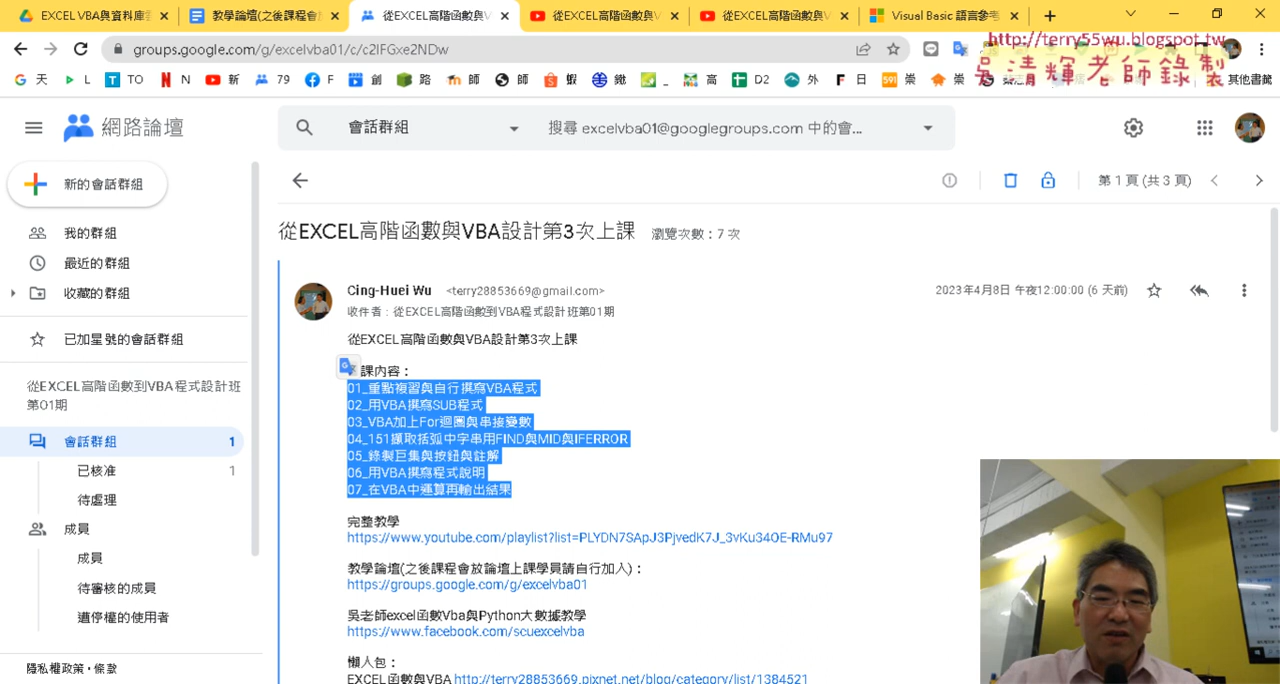 EXCEL VBA與資料庫雲
教學論壇(之後課程會放
從EXCEL高階函數與V
從EXCEL高階函數與V
從EXCEL高階函數與V
Visual Basic 語言參考
groups.google.com/g/excelvba01/c/c2lFGxe2NDw
http://terry55wu.blogspot.tw
吳清輝老師錄製
天
L
TO
N
新
79
F
創
路
師
師
蝦
高
D2
外
日
崇
崇
其他書籤
網路論壇
會話群組
搜尋 excelvba01@googlegroups.com 中的會...
新的會話群組
第 1 頁 (共 3 頁)
我的群組
最近的群組
收藏的群組
已加星號的會話群組
從EXCEL高階函數到VBA程式設計班
第01期
會話群組 1
已核准 1
待處理
成員
成員
待審核的成員
遭停權的使用者
隱私權政策・條款
從EXCEL高階函數與VBA設計第3次上課 瀏覽次數：7 次
Cing-Huei Wu <terry28853669@gmail.com>
2023年4月8日 午夜12:00:00 (6 天前)
收件者：從EXCEL高階函數到VBA程式設計班第01期
從EXCEL高階函數與VBA設計第3次上課
課內容：
01_重點複習與自行撰寫VBA程式
02_用VBA撰寫SUB程式
03_VBA加上For迴圈與串接變數
04_151擷取括弧中字串用FIND與MID與IFERROR
05_錄製巨集與按鈕與註解
06_用VBA撰寫程式說明
07_在VBA中運算再輸出結果
完整教學
https://www.youtube.com/playlist?list=PLYDN7SApJ3PjvedK7J_3vKu34OE-RMu97
教學論壇(之後課程會放論壇上課學員請自行加入)：
https://groups.google.com/g/excelvba01
吳老師excel函數Vba與Python大數據教學
https://www.facebook.com/scuexcelvba
懶人包：
EXCEL函數與VBA http://terry28853669.pixnet.net/blog/category/list/1384521